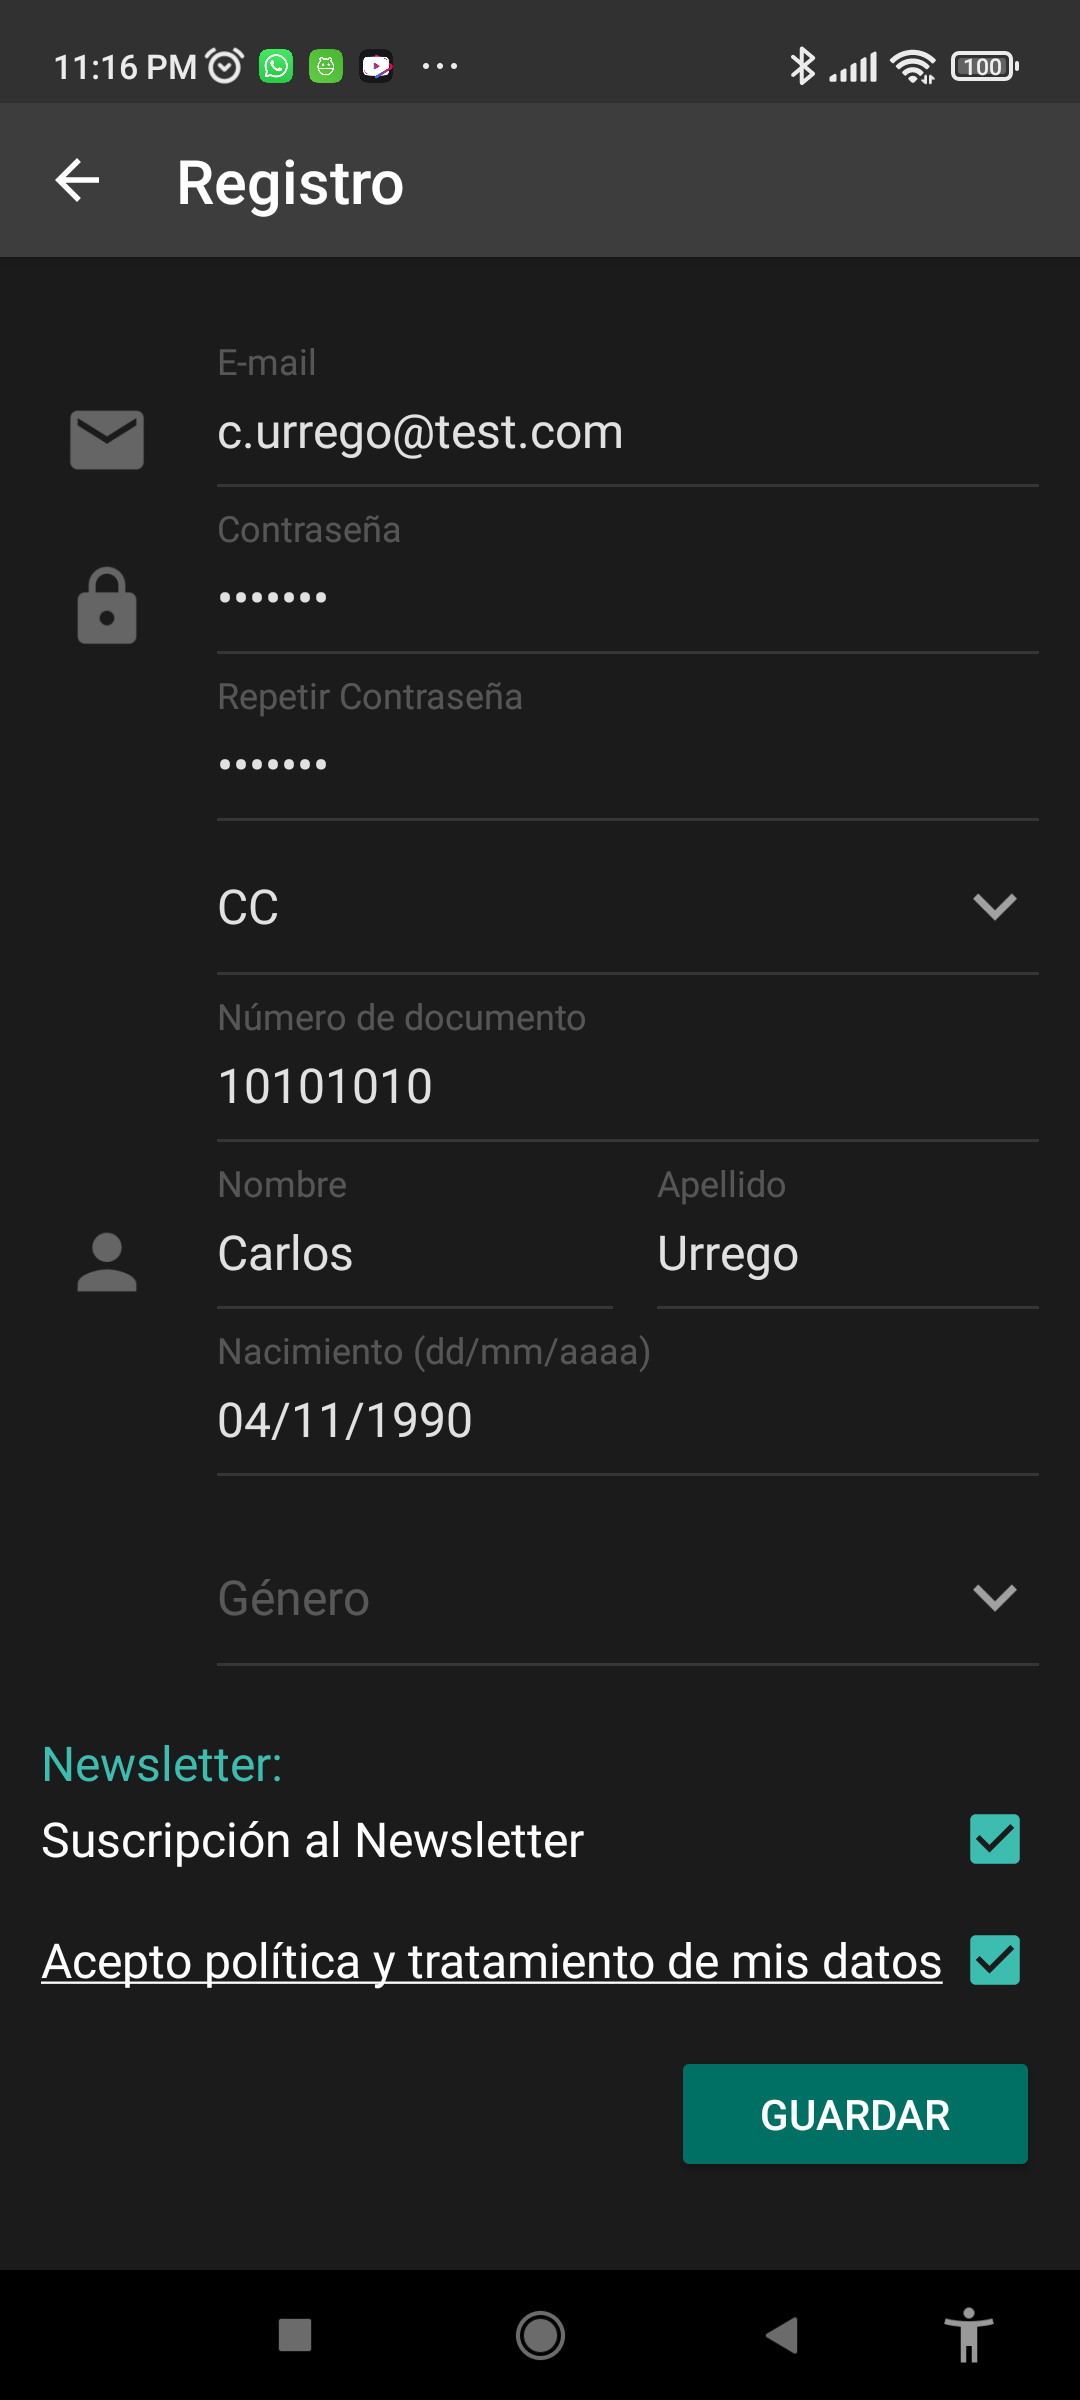 11:16 PM
100
Registro
E-mail
c.urrego@test.com
Contraseña
•••••••
Repetir Contraseña
•••••••
CC
Número de documento
10101010
Nombre Apellido
Carlos Urrego
Nacimiento (dd/mm/aaaa)
04/11/1990
Género
Newsletter:
Suscripción al Newsletter
Acepto política y tratamiento de mis datos
GUARDAR